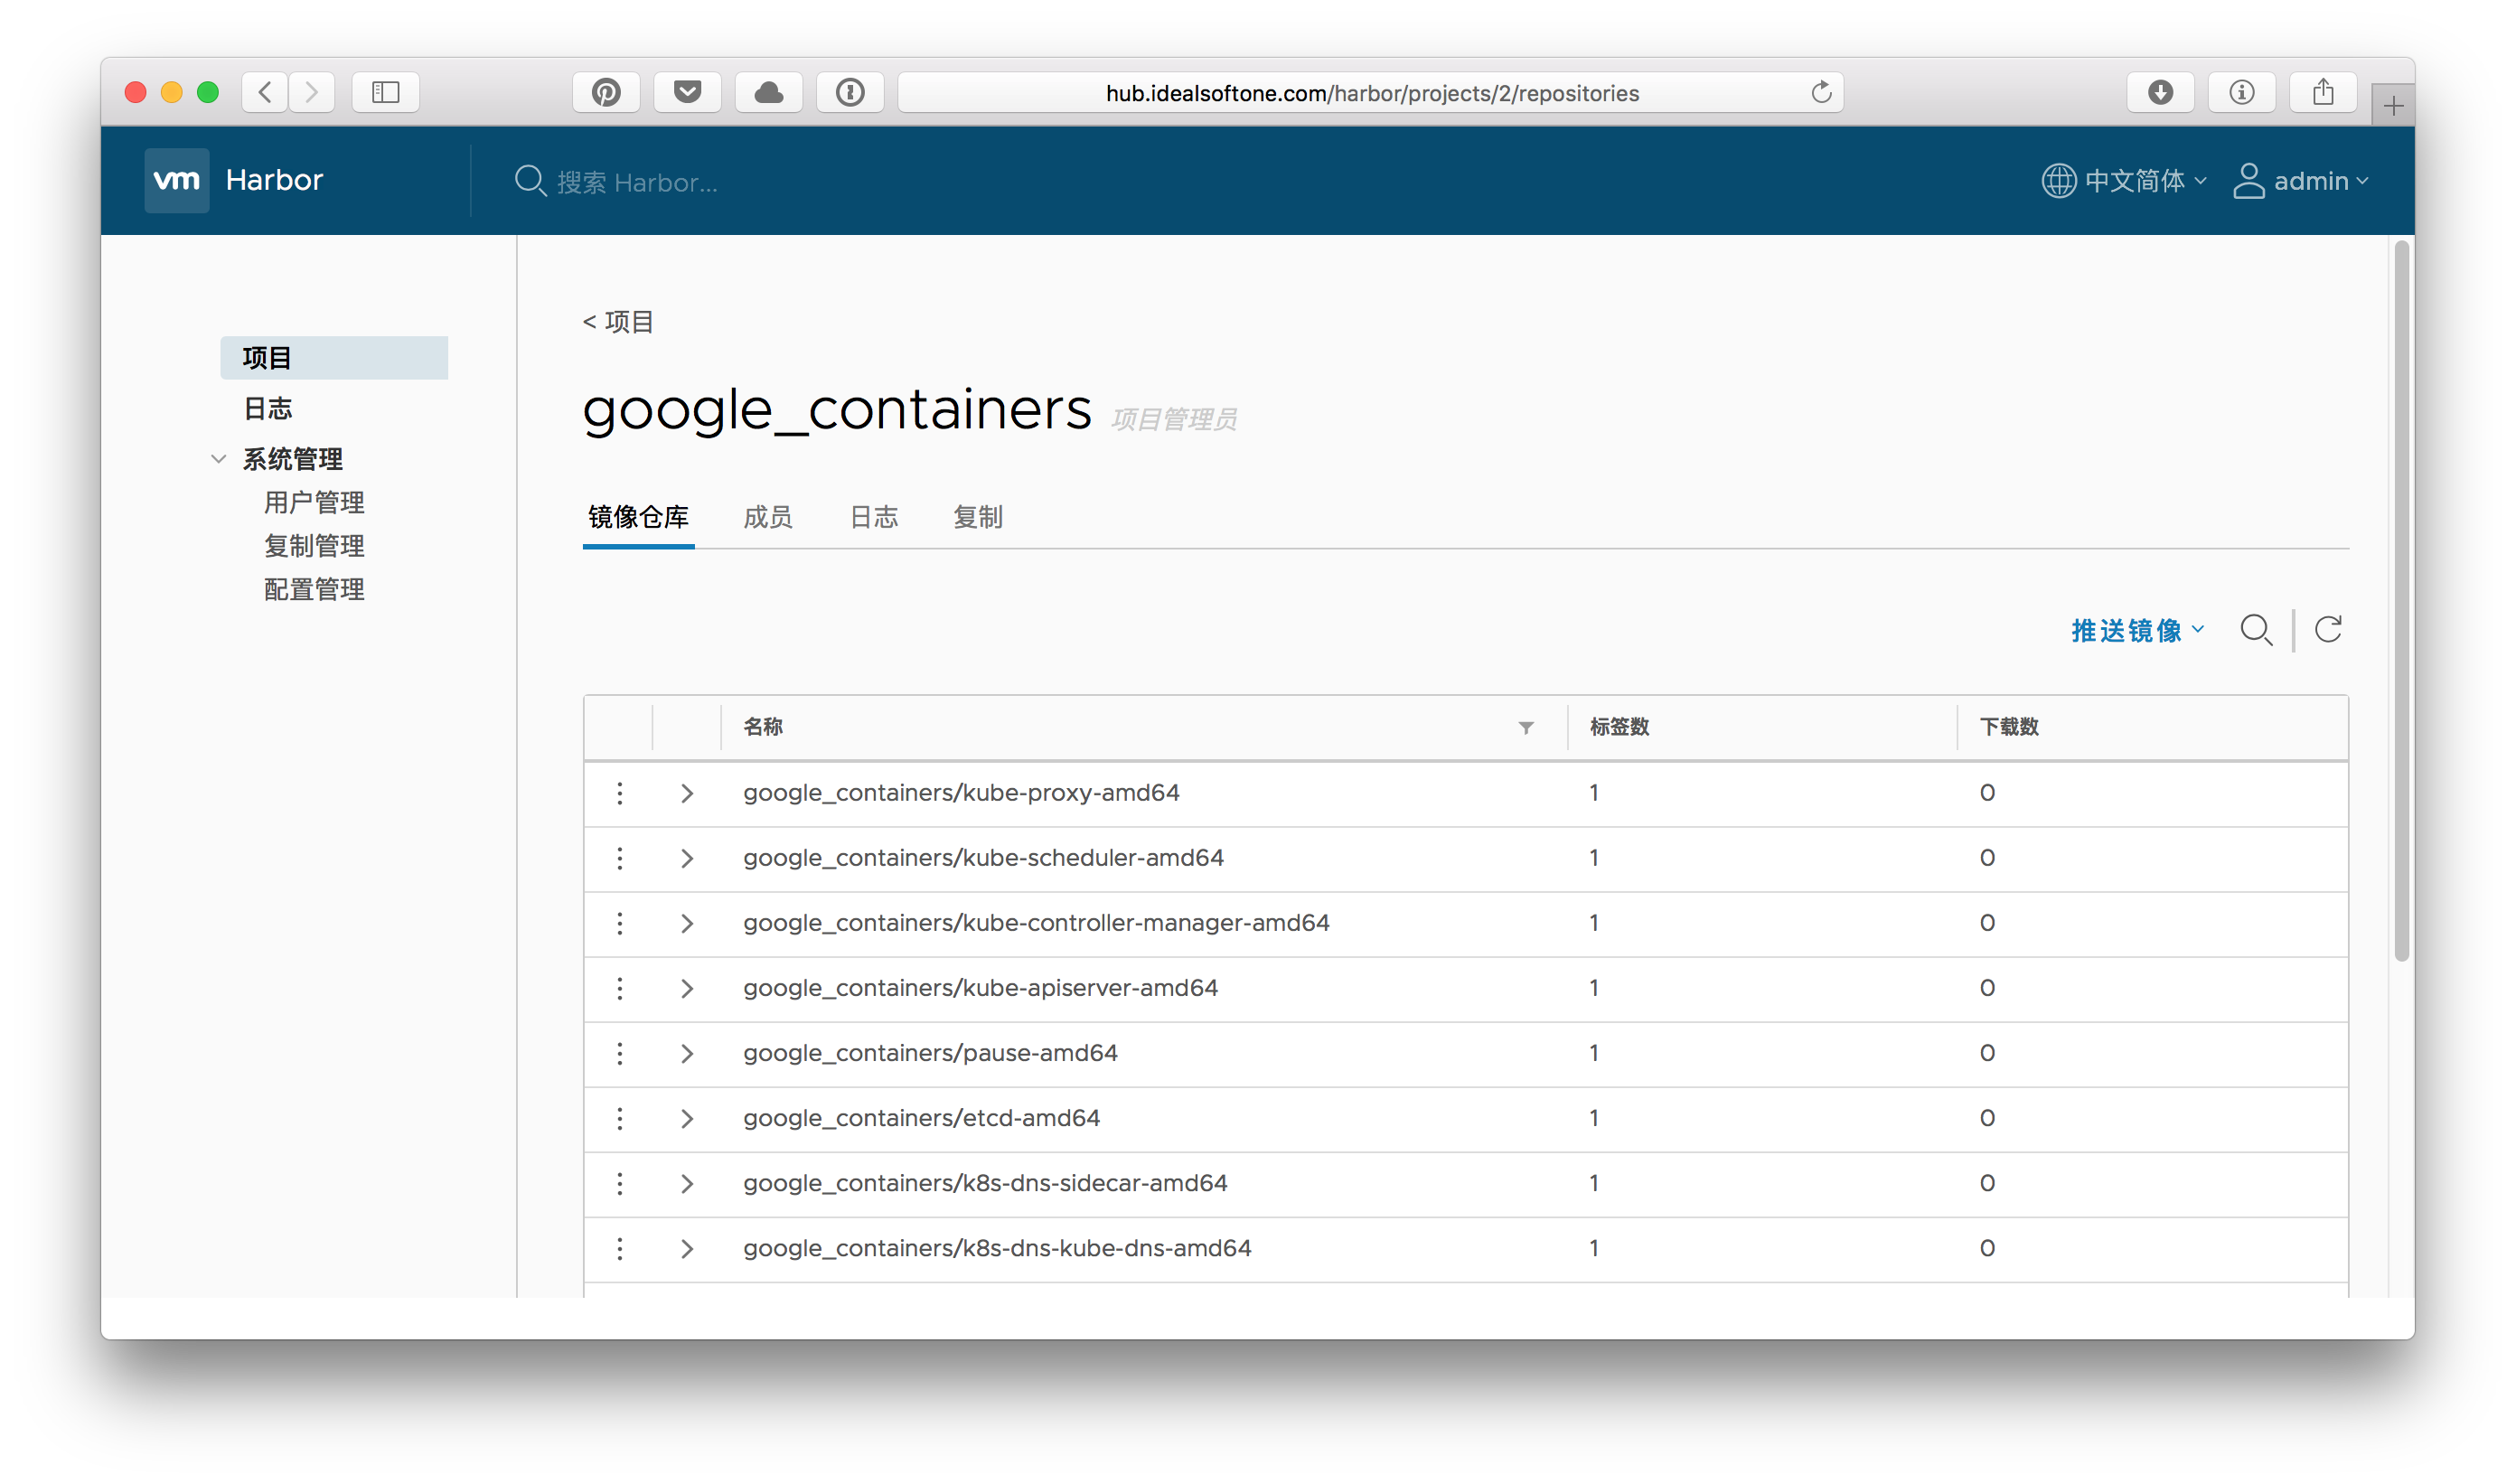 hub.idealsoftone.com/harbor/projects/2/repositories
vm Harbor 搜索 Harbor... 中文简体 admin
项目
日志
系统管理
用户管理
复制管理
配置管理
< 项目
google_containers 项目管理员
镜像仓库 成员 日志 复制
推送镜像
名称 标签数 下载数
google_containers/kube-proxy-amd64 1 0
google_containers/kube-scheduler-amd64 1 0
google_containers/kube-controller-manager-amd64 1 0
google_containers/kube-apiserver-amd64 1 0
google_containers/pause-amd64 1 0
google_containers/etcd-amd64 1 0
google_containers/k8s-dns-sidecar-amd64 1 0
google_containers/k8s-dns-kube-dns-amd64 1 0